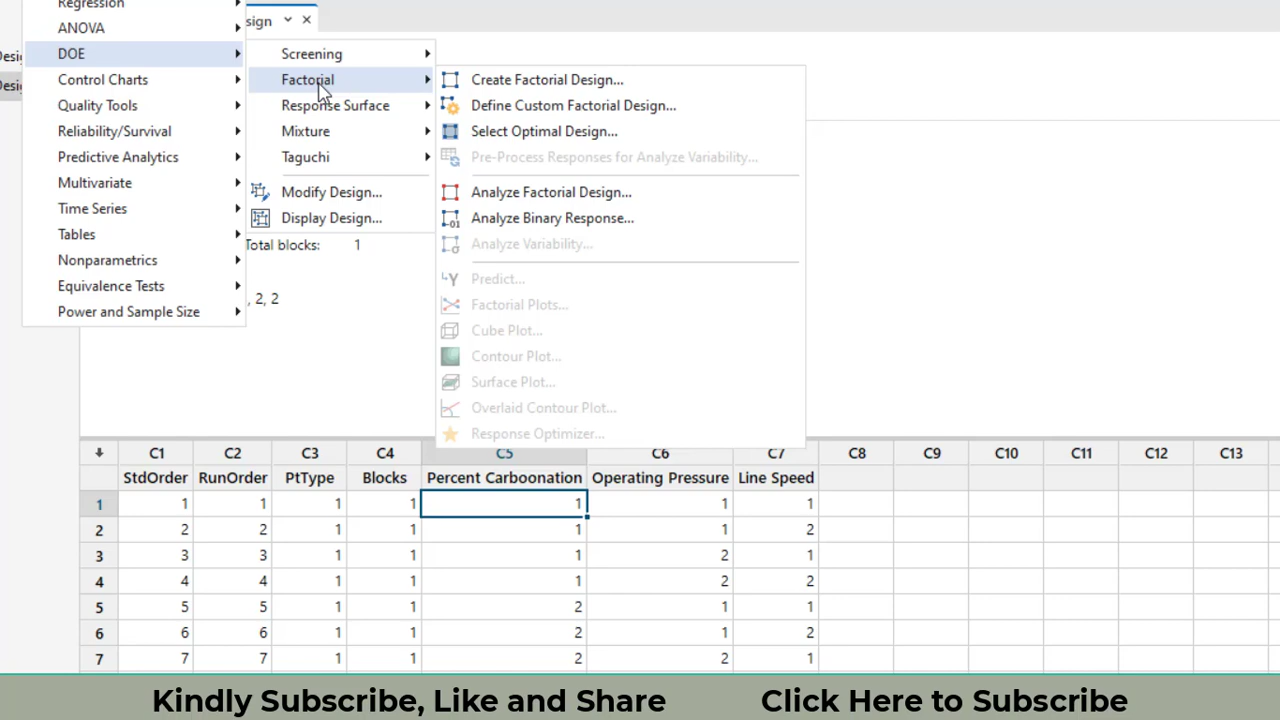 Regression
ANOVA
DOE
Control Charts
Quality Tools
Reliability/Survival
Predictive Analytics
Multivariate
Time Series
Tables
Nonparametrics
Equivalence Tests
Power and Sample Size
Desi
Desig
sign
Screening
Factorial
Response Surface
Mixture
Taguchi
Modify Design...
Display Design...
Total blocks: 1
, 2, 2
Create Factorial Design...
Define Custom Factorial Design...
Select Optimal Design...
Pre-Process Responses for Analyze Variability...
Analyze Factorial Design...
Analyze Binary Response...
Analyze Variability...
Predict...
Factorial Plots...
Cube Plot...
Contour Plot...
Surface Plot...
Overlaid Contour Plot...
Response Optimizer...
C1 C2 C3 C4 C5 C6 C7 C8 C9 C10 C11 C12 C13
StdOrder RunOrder PtType Blocks Percent Carboonation Operating Pressure Line Speed
1 1 1 1 1 1 1 1
2 2 2 1 1 1 1 2
3 3 3 1 1 1 2 1
4 4 4 1 1 1 2 2
5 5 5 1 1 2 1 1
6 6 6 1 1 2 1 2
7 7 7 1 1 2 2 1
Kindly Subscribe, Like and Share Click Here to Subscribe